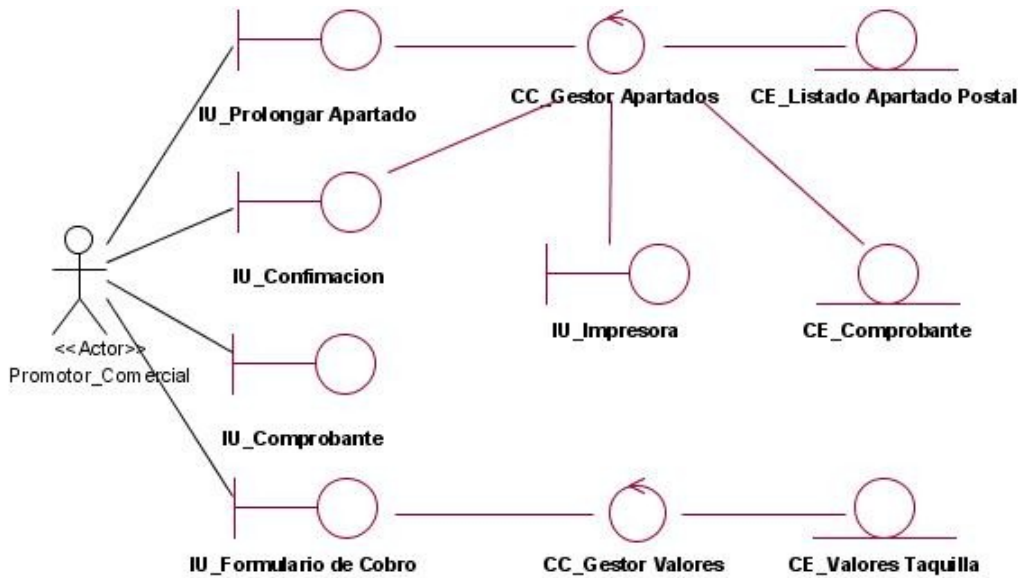 IU_Prolongar Apartado
CC_Gestor Apartados
CE_Listado Apartado Postal
IU_Confimacion
IU_Impresora
CE_Comprobante
<<Actor>>
Promotor_Comercial
IU_Comprobante
IU_Formulario de Cobro
CC_Gestor Valores
CE_Valores Taquilla